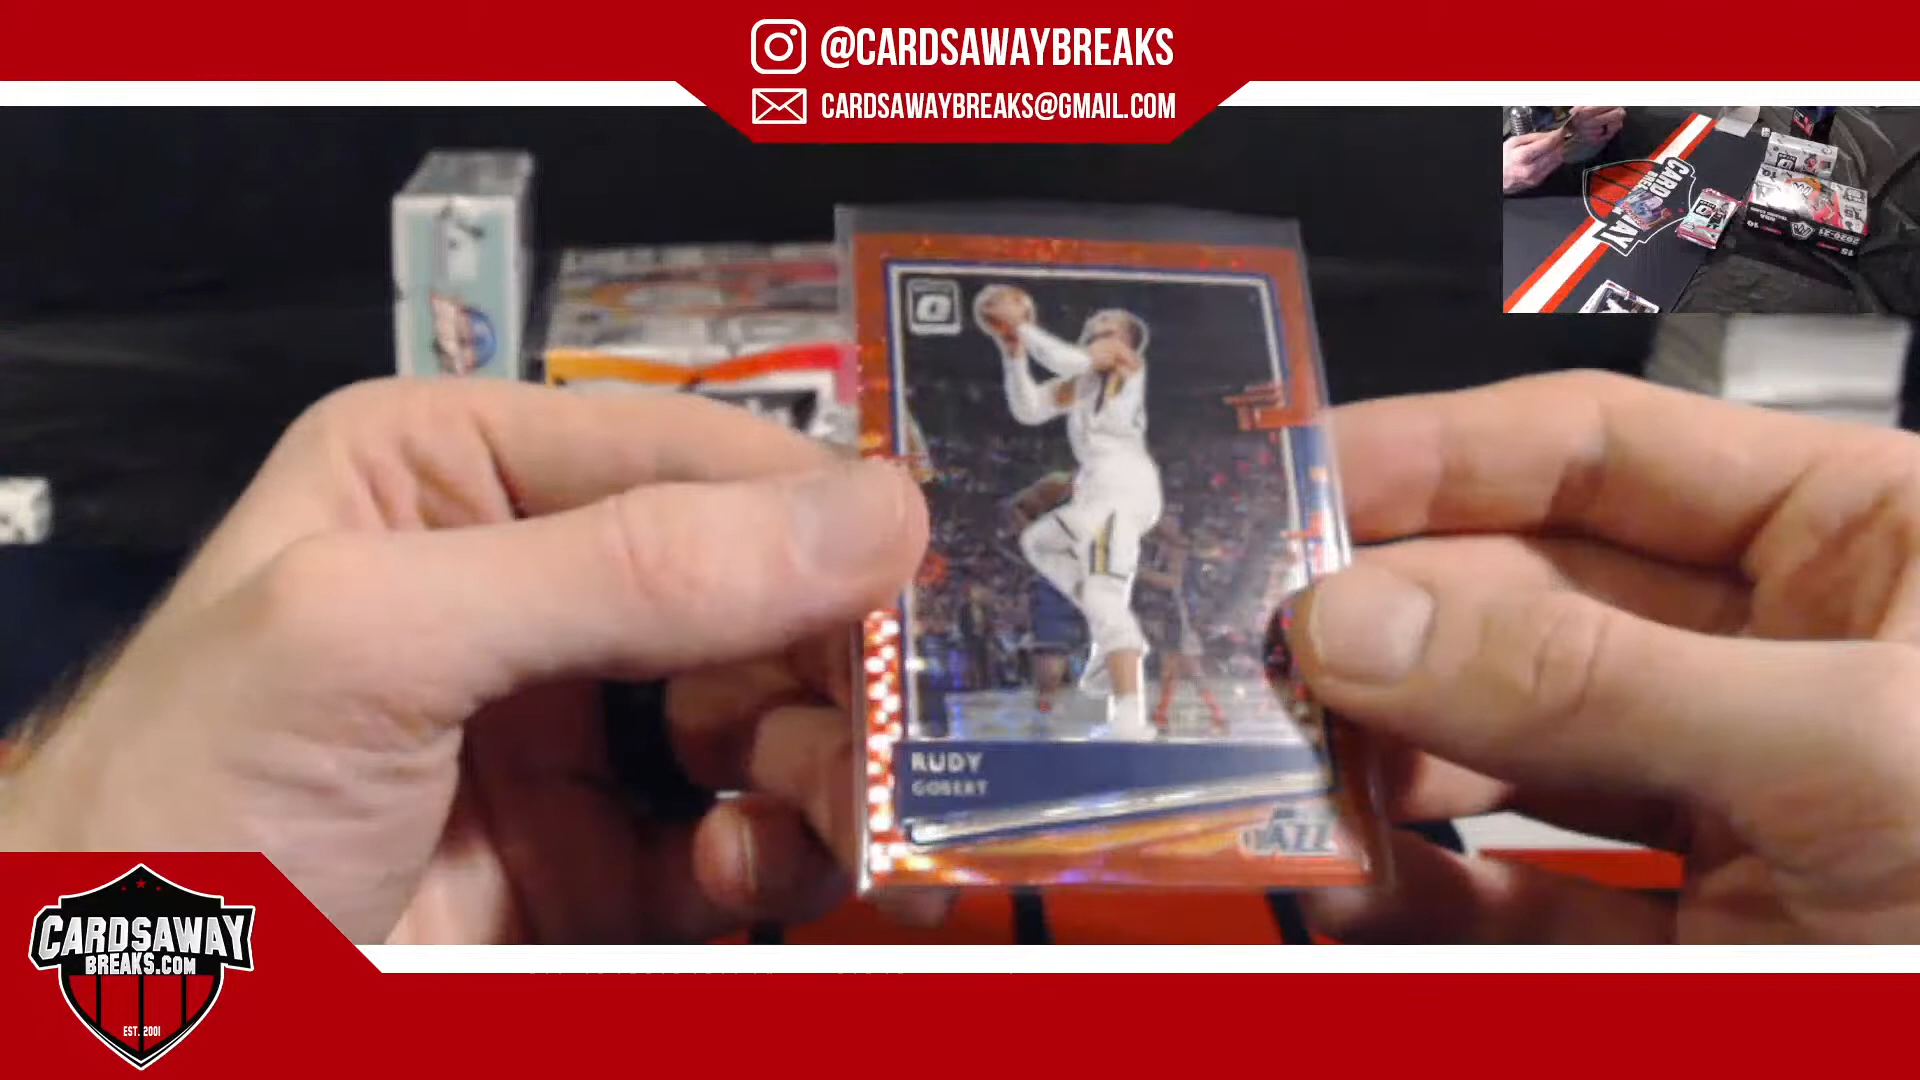 @CARDSAWAYBREAKS
CARDSAWAYBREAKS@GMAIL.COM
RUDY
GOBERT
JAZZ
CARDSAWAY
BREAKS.COM
EST. 2001